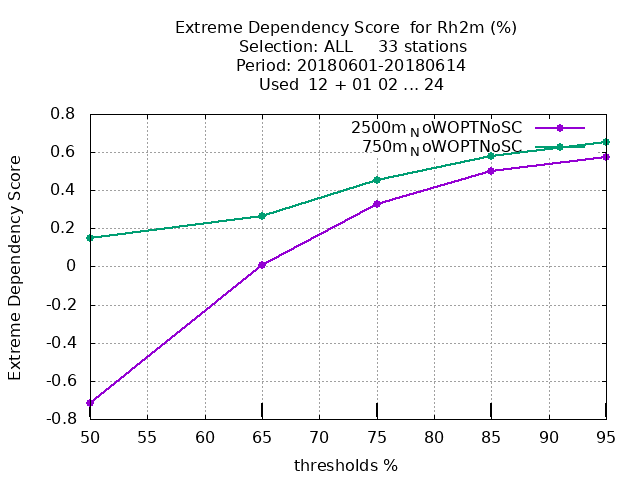 Extreme Dependency Score  for Rh2m (%)
Selection: ALL     33 stations
Period: 20180601-20180614
Used  12 + 01 02 ... 24
2500m_NoWOPTNoSC
750m_NoWOPTNoSC
Extreme Dependency Score
0.8
0.6
0.4
0.2
0
-0.2
-0.4
-0.6
-0.8
50 55 60 65 70 75 80 85 90 95
thresholds %